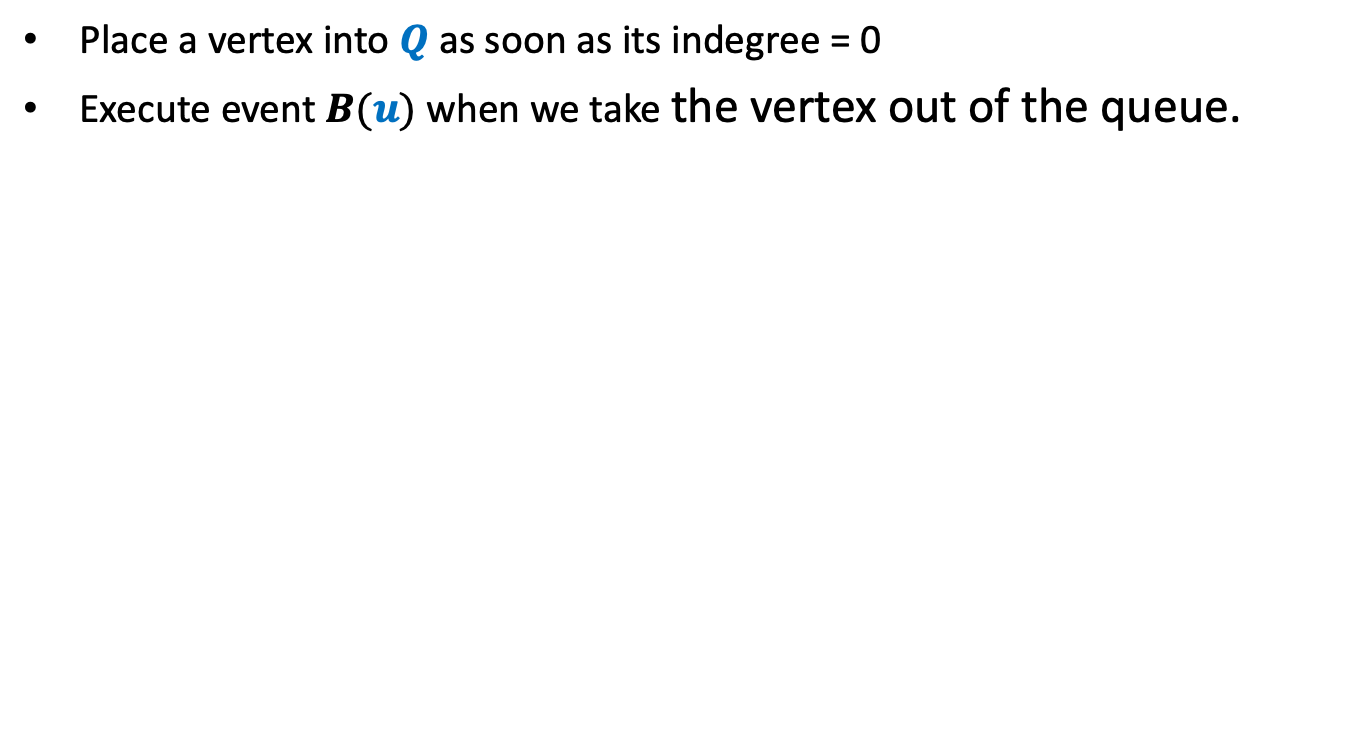 • Place a vertex into Q as soon as its indegree = 0
• Execute event B(u) when we take the vertex out of the queue.